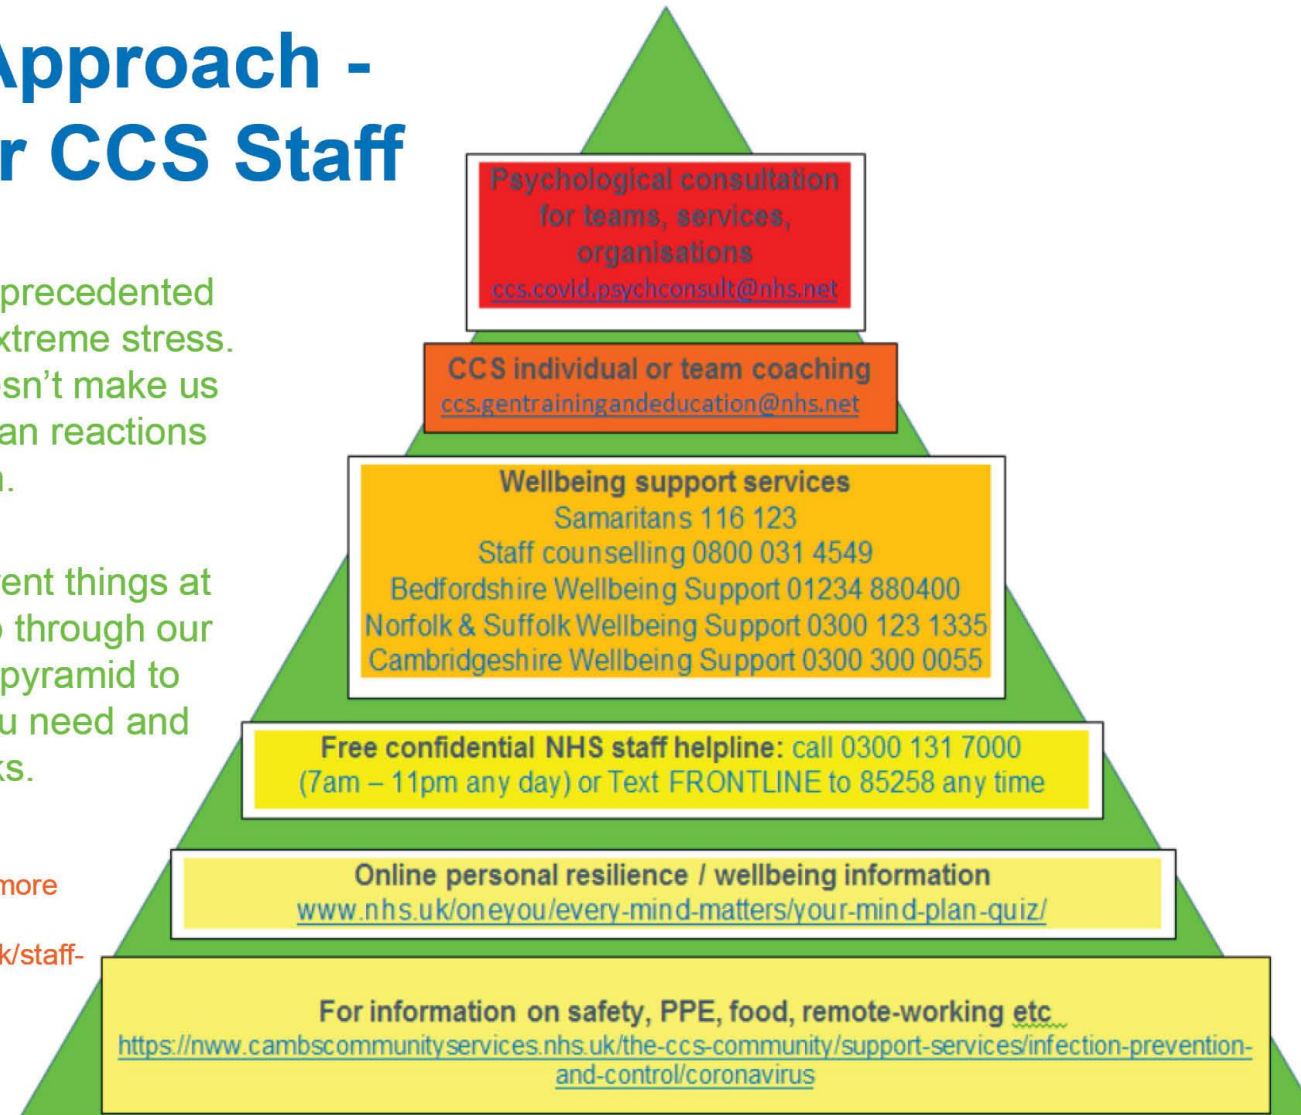 Approach -
r CCS Staff
precedented
xtreme stress.
esn't make us
an reactions
.
rent things at
o through our
pyramid to
u need and
ks.
more
k/staff-
Psychological consultation
for teams, services,
organisations
ccs.covid.psychconsult@nhs.net
CCS individual or team coaching
ccs.gentrainingandeducation@nhs.net
Wellbeing support services
Samaritans 116 123
Staff counselling 0800 031 4549
Bedfordshire Wellbeing Support 01234 880400
Norfolk & Suffolk Wellbeing Support 0300 123 1335
Cambridgeshire Wellbeing Support 0300 300 0055
Free confidential NHS staff helpline: call 0300 131 7000
(7am – 11pm any day) or Text FRONTLINE to 85258 any time
Online personal resilience / wellbeing information
www.nhs.uk/oneyou/every-mind-matters/your-mind-plan-quiz/
For information on safety, PPE, food, remote-working etc
https://nww.cambscommunityservices.nhs.uk/the-ccs-community/support-services/infection-prevention-
and-control/coronavirus